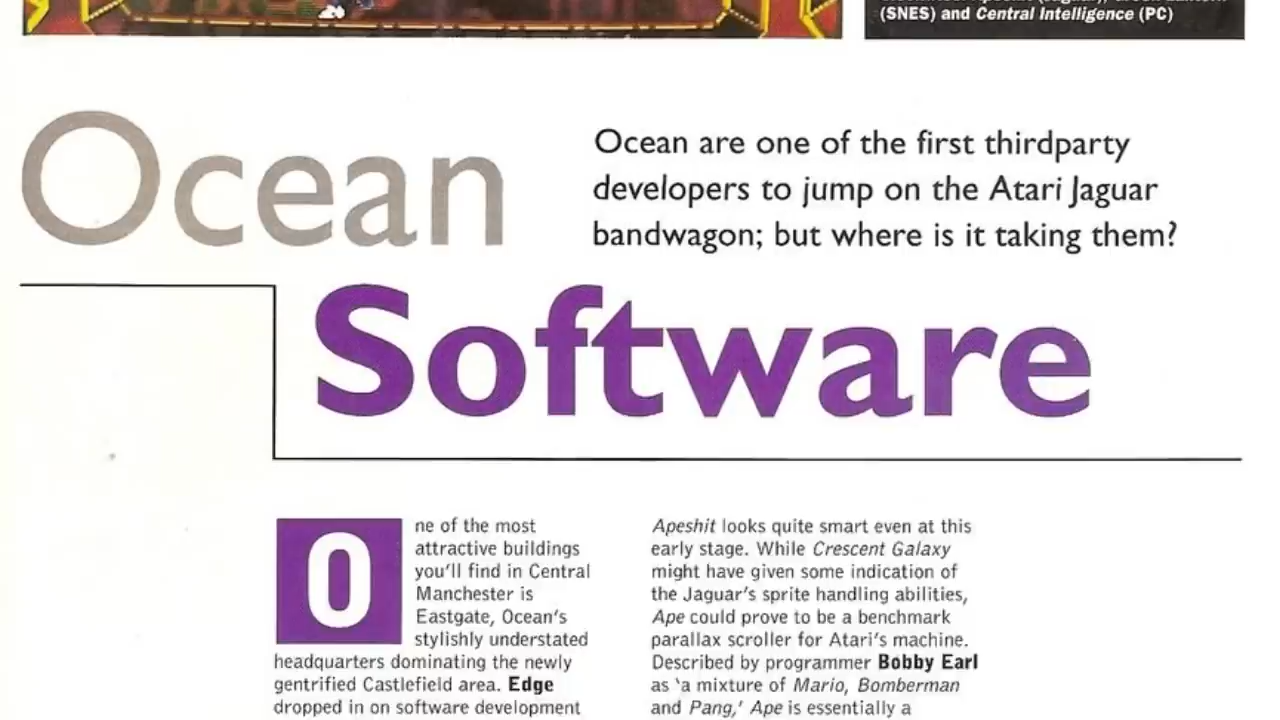 (SNES) and Central Intelligence (PC)
Ocean
Software
Ocean are one of the first thirdparty
developers to jump on the Atari Jaguar
bandwagon; but where is it taking them?
One of the most
attractive buildings
you'll find in Central
Manchester is
Eastgate, Ocean's
stylishly understated
headquarters dominating the newly
gentrified Castlefield area. Edge
dropped in on software development
Apeshit looks quite smart even at this
early stage. While Crescent Galaxy
might have given some indication of
the Jaguar's sprite handling abilities,
Ape could prove to be a benchmark
parallax scroller for Atari's machine.
Described by programmer Bobby Earl
as 'a mixture of Mario, Bomberman
and Pang,' Ape is essentially a